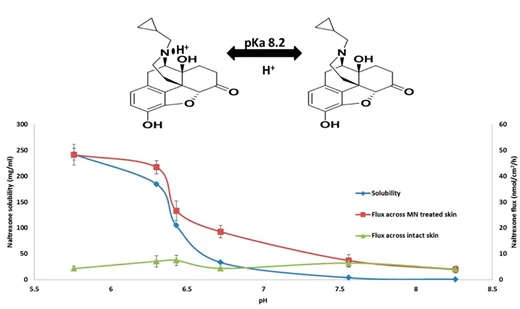 N H⁺
OH
O
O
OH
pKa 8.2
H⁺
N
OH
O
O
OH
Naltrexone solubility (mg/ml)
300
250
200
150
100
50
0
5.5
6
6.5
7
7.5
8
8.5
pH
60
50
40
30
20
10
0
Naltrexone flux (nmol/cm²/h)
Solubility
Flux across MN treated skin
Flux across intact skin